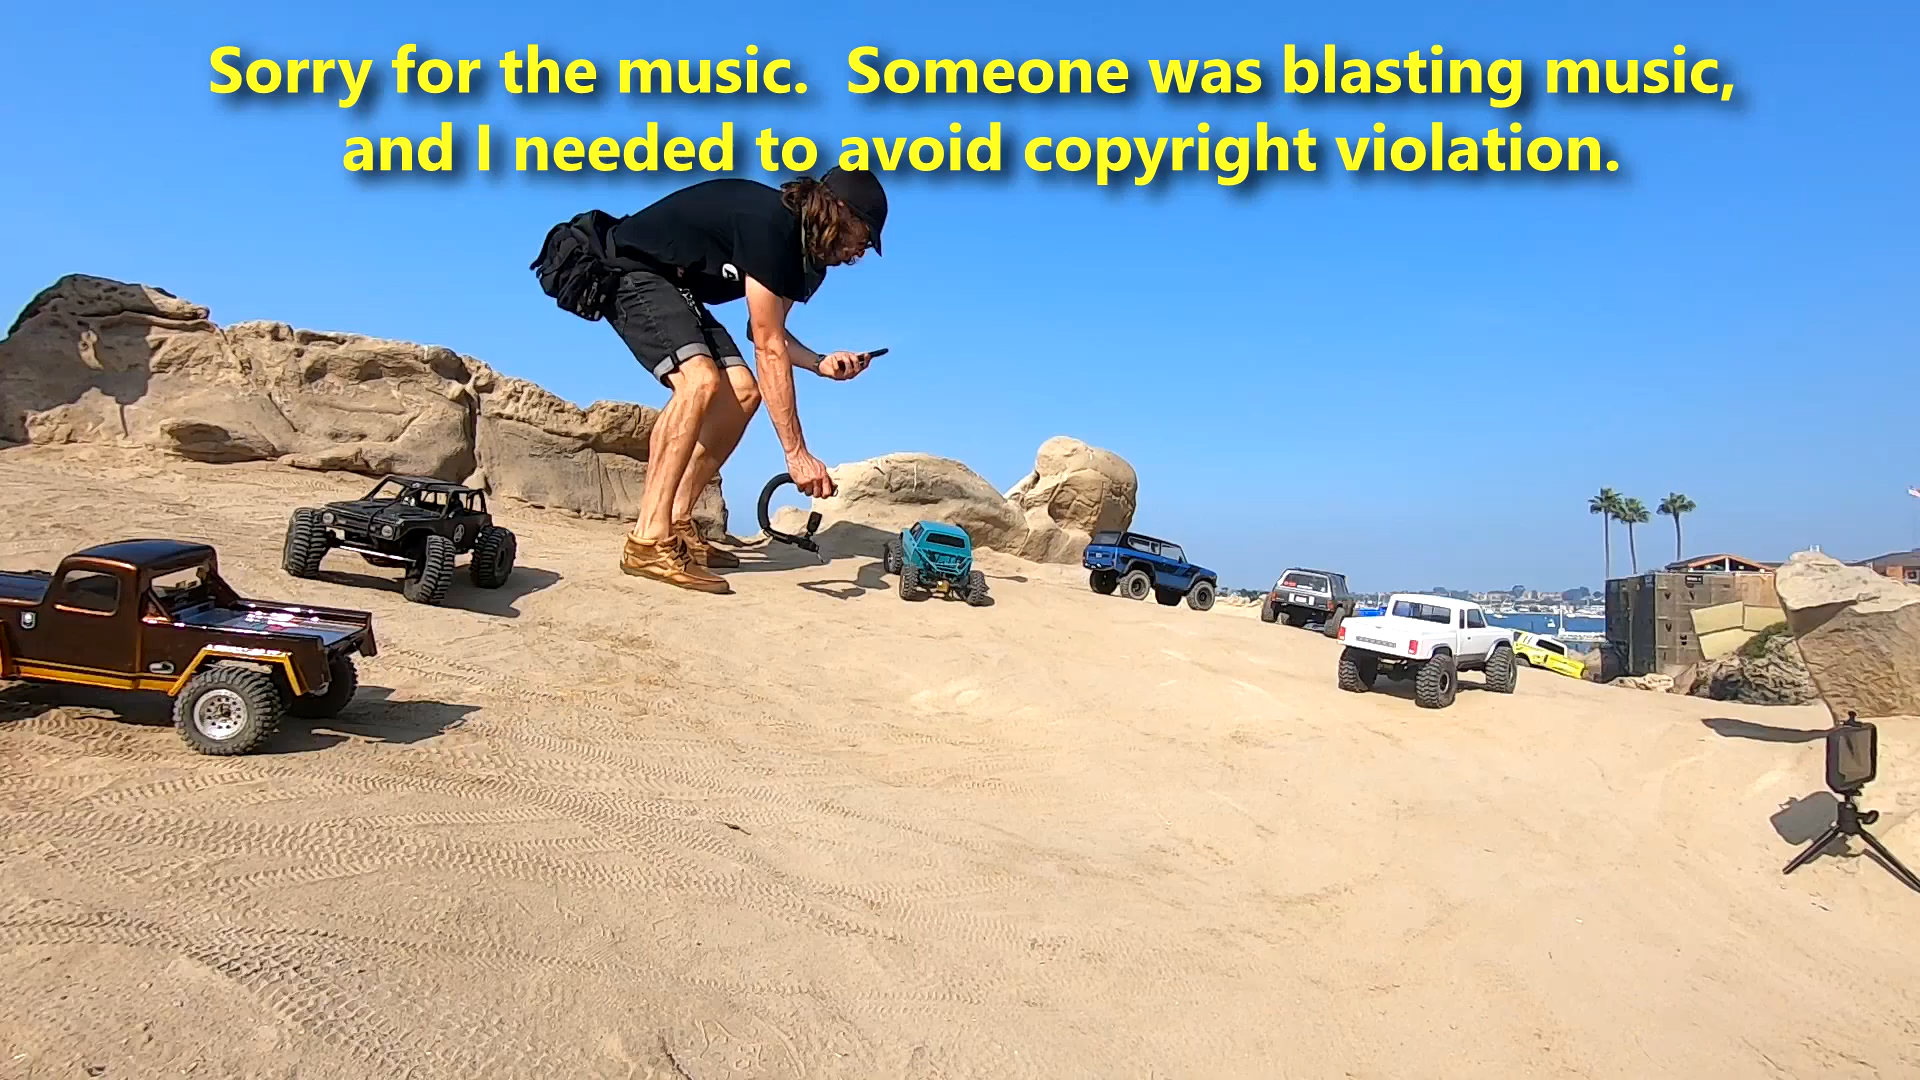 Sorry for the music.  Someone was blasting music,
and I needed to avoid copyright violation.